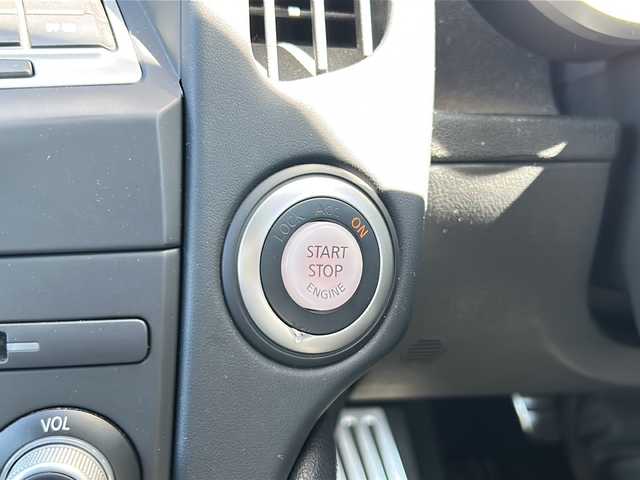 LOCK ACC ON
START
STOP
ENGINE
VOL